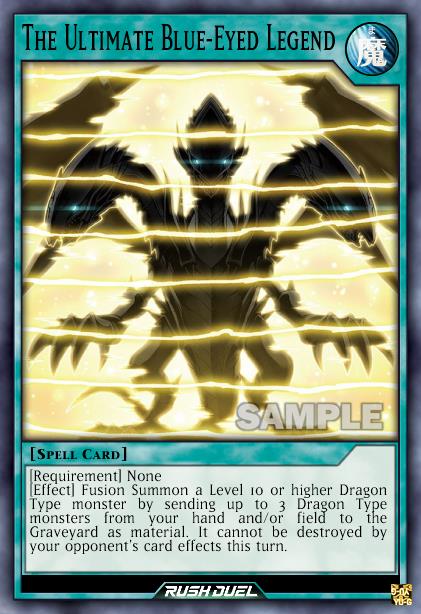 The Ultimate Blue-Eyed Legend
ま
魔
SAMPLE
[Spell Card]
[Requirement] None
[Effect] Fusion Summon a Level 10 or higher Dragon
Type monster by sending up to 3 Dragon Type
monsters from your hand and/or field to the
Graveyard as material. It cannot be destroyed by
your opponent's card effects this turn.
RUSH DUEL